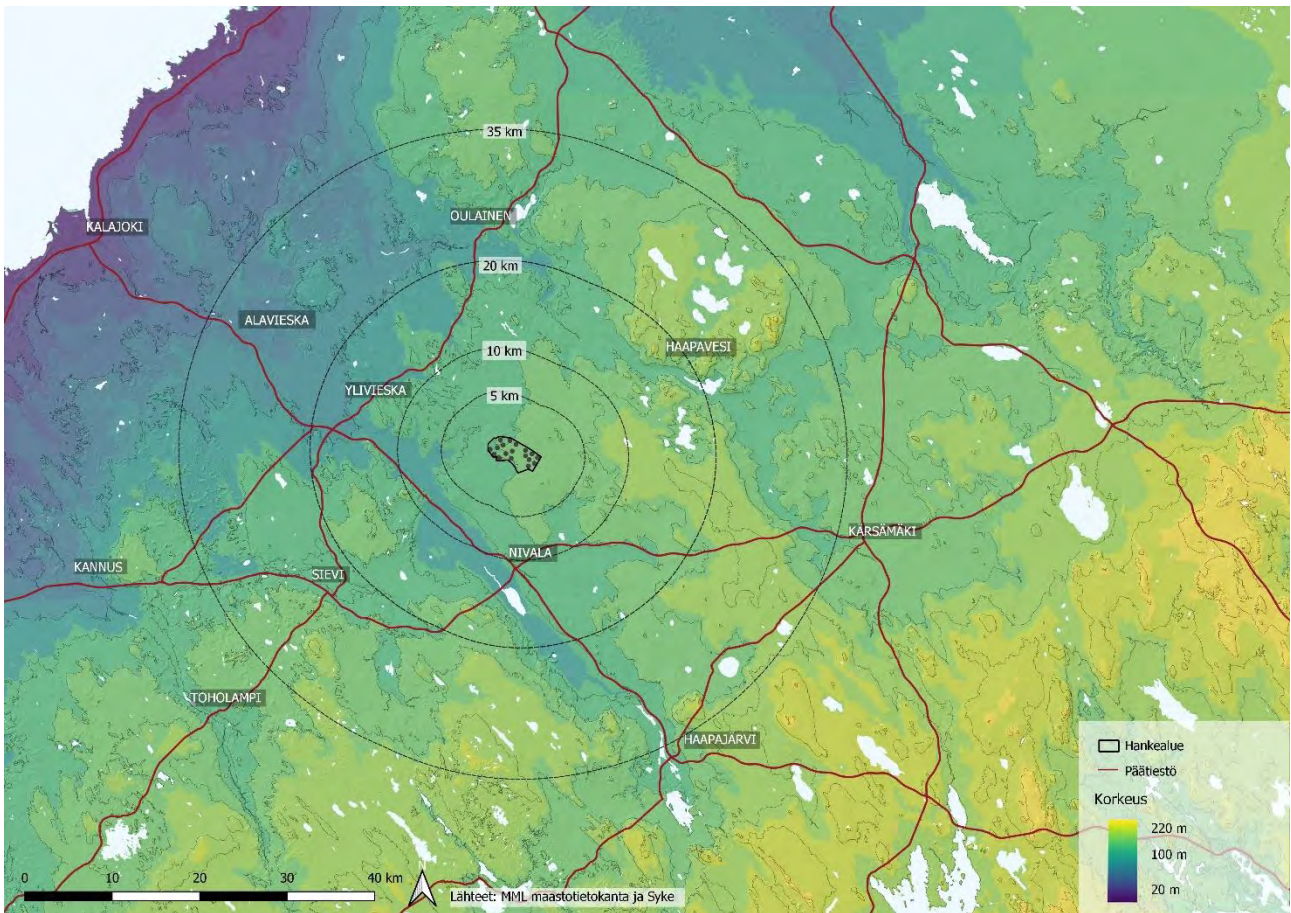 35 km
OULAINEN
KALAJOKI
20 km
ALAVIESKA
HAAPAVESI
10 km
YLIVIESKA
5 km
KÄRSÄMÄKI
NIVALA
KANNUS
SIEVI
TOHOLAMPI
HAAPAJÄRVI
Hankealue
Päätiestö
Korkeus
220 m
100 m
20 m
0 10 20 30 40 km
Lähteet: MML maastotietokanta ja Syke